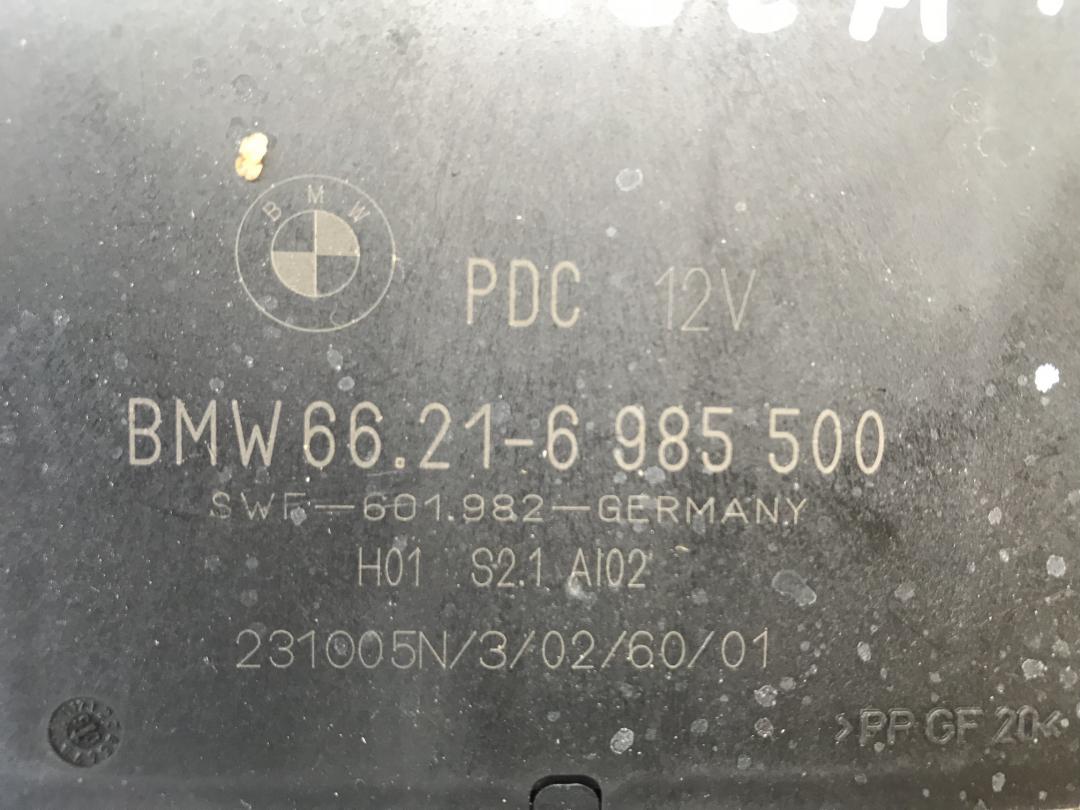 BMW
PDC 12V
BMW 66.21-6 985 500
SWF-601.982-GERMANY
H01 S2.1 AI02
231005N/3/02/60/01
>PP GF 20<